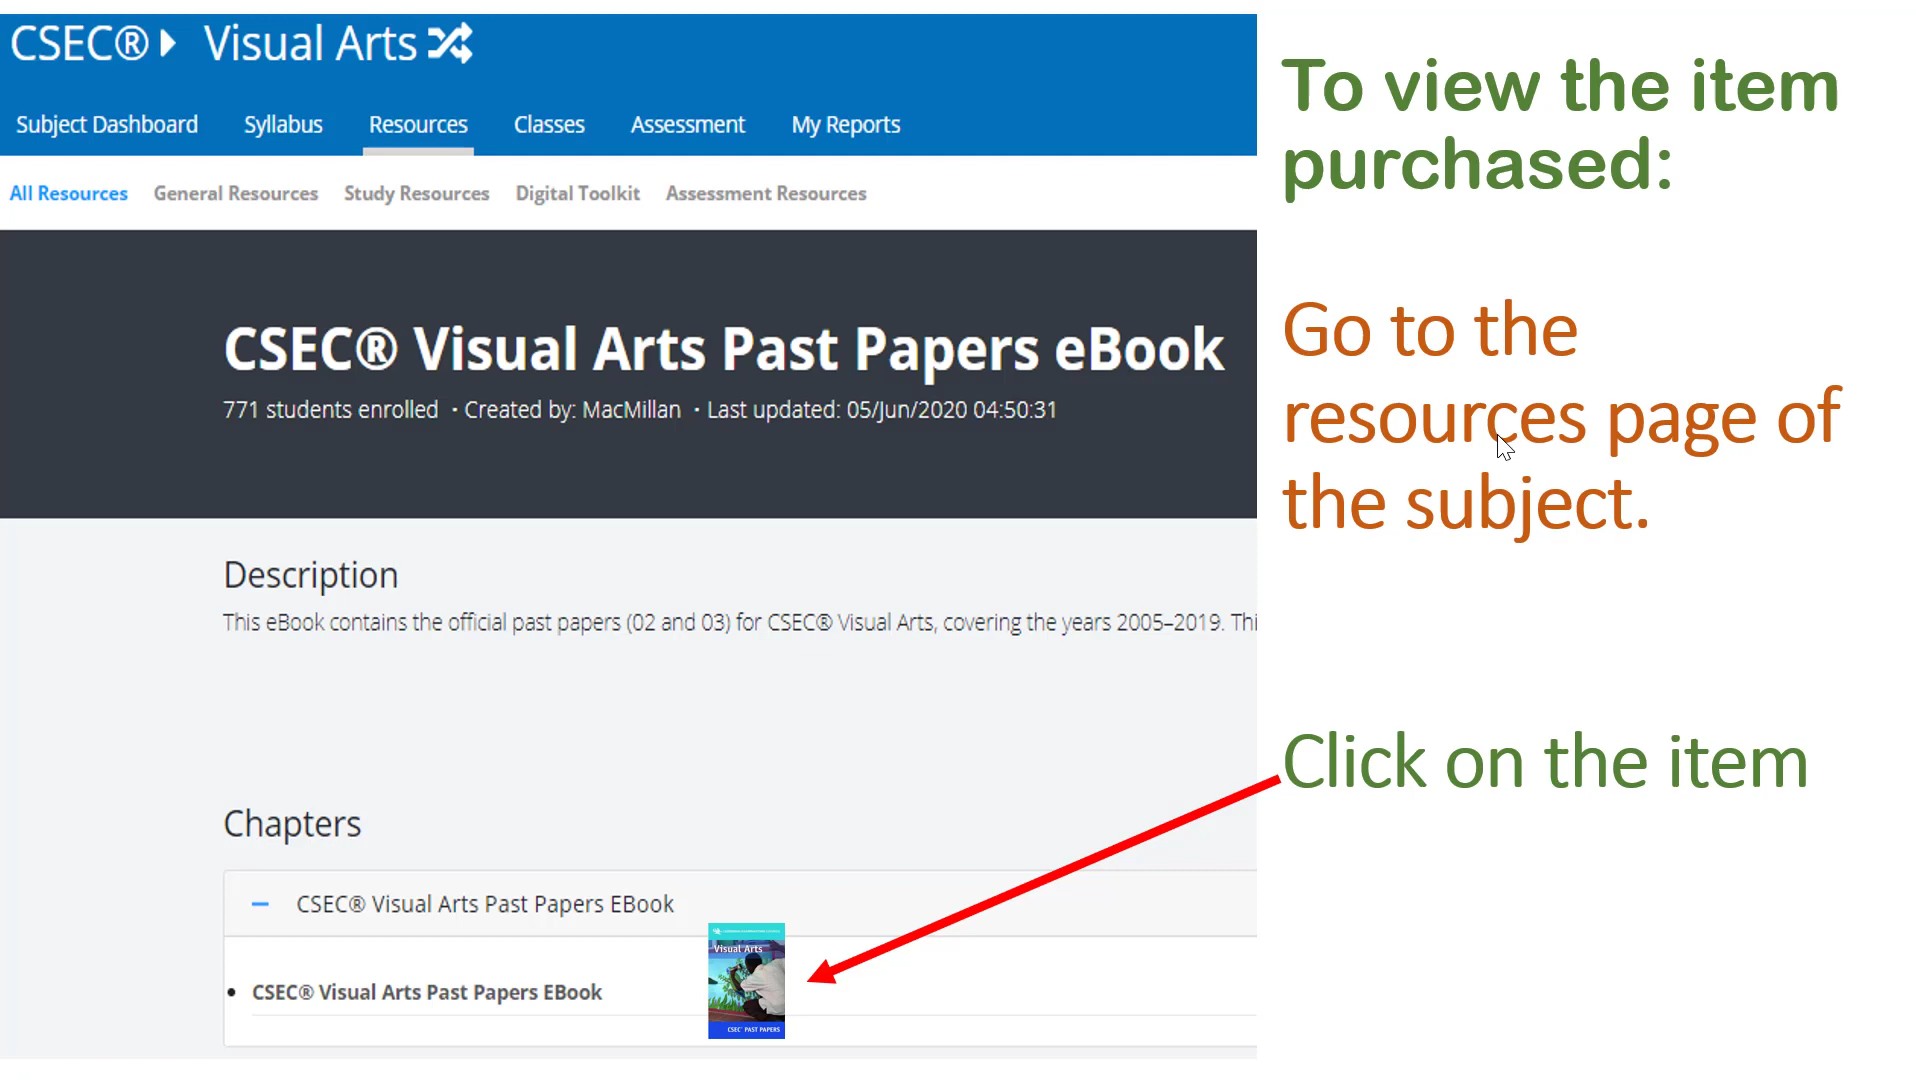 CSEC® Visual Arts
Subject Dashboard Syllabus Resources Classes Assessment My Reports
All Resources General Resources Study Resources Digital Toolkit Assessment Resources
CSEC® Visual Arts Past Papers eBook
771 students enrolled · Created by: MacMillan · Last updated: 05/Jun/2020 04:50:31
Description
This eBook contains the official past papers (02 and 03) for CSEC® Visual Arts, covering the years 2005–2019. Thi
Chapters
CSEC® Visual Arts Past Papers EBook
• CSEC® Visual Arts Past Papers EBook
Visual Arts
CSEC® PAST PAPERS
To view the item
purchased:
Go to the
resources page of
the subject.
Click on the item